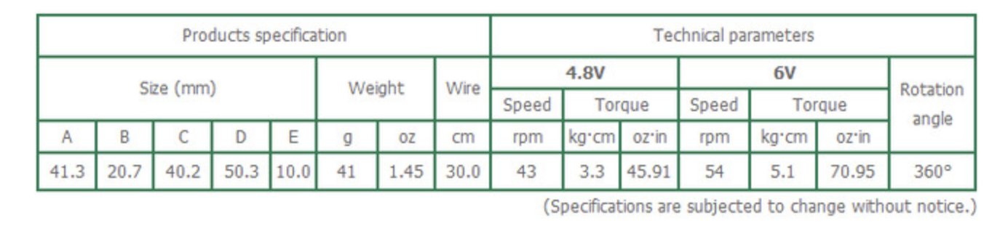 Products specification Technical parameters
Size (mm) Weight Wire 4.8V 6V Rotation angle
Speed Torque Speed Torque
A B C D E g oz cm rpm kg·cm oz·in rpm kg·cm oz·in
41.3 20.7 40.2 50.3 10.0 41 1.45 30.0 43 3.3 45.91 54 5.1 70.95 360°
(Specifications are subjected to change without notice.)